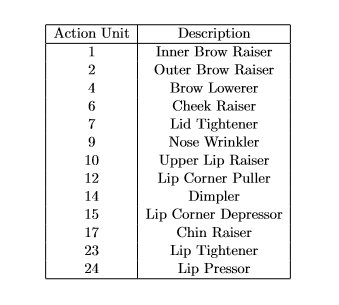 Action Unit Description
1 Inner Brow Raiser
2 Outer Brow Raiser
4 Brow Lowerer
6 Cheek Raiser
7 Lid Tightener
9 Nose Wrinkler
10 Upper Lip Raiser
12 Lip Corner Puller
14 Dimpler
15 Lip Corner Depressor
17 Chin Raiser
23 Lip Tightener
24 Lip Pressor